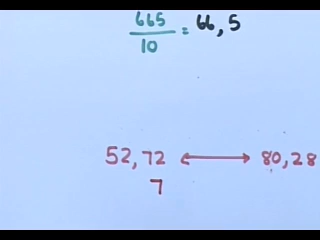 665/10 = 66,5
52,72 ⟷ 80,28
7